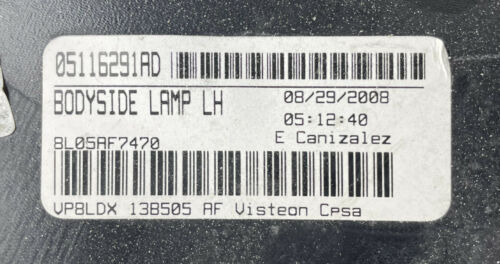 05116291AD
BODYSIDE LAMP LH 08/29/2008
05:12:40
8L05AF7470 E Canizalez
VP8LDX 13B505 AF Visteon Cpsa